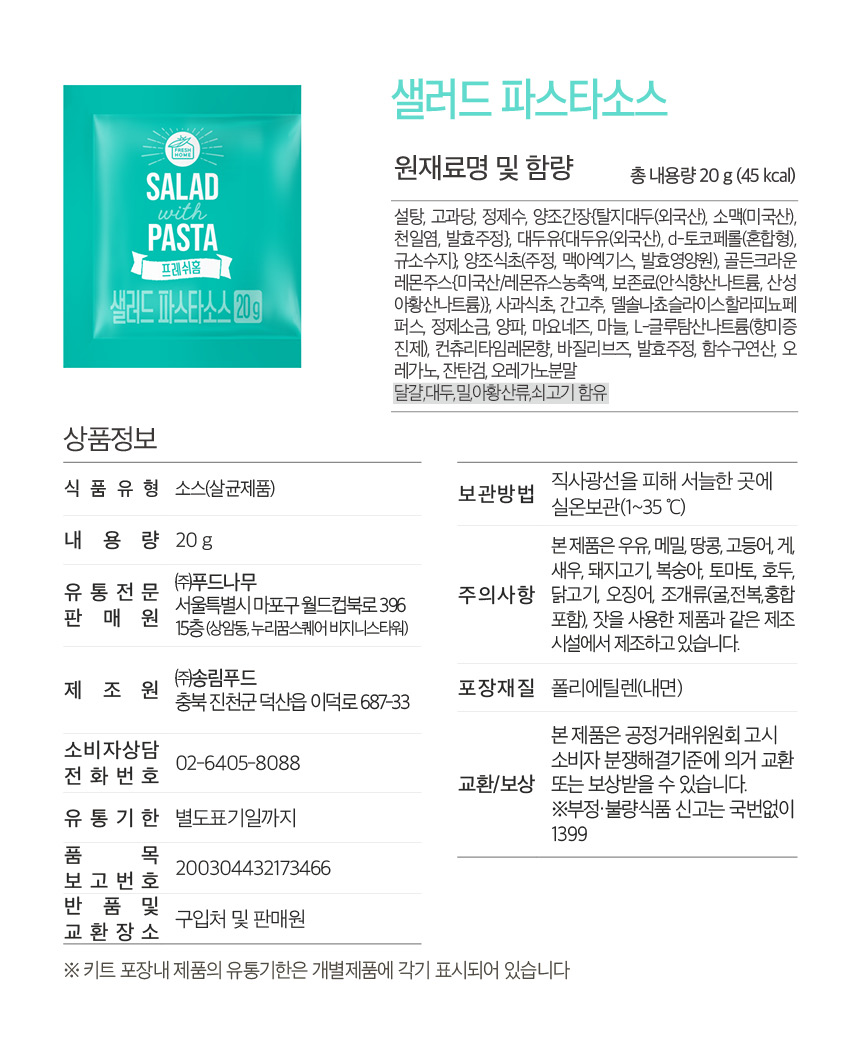 샐러드 파스타소스
FRESH
HOME
SALAD
with
PASTA
프레쉬홈
샐러드 파스타소스 20g
원재료명 및 함량
총 내용량 20 g (45 kcal)
설탕, 고과당, 정제수, 양조간장{탈지대두(외국산), 소맥(미국산),
천일염, 발효주정}, 대두유{대두유(외국산), d-토코페롤(혼합형),
규소수지}, 양조식초(주정, 맥아엑기스, 발효영양원), 골든크라운
레몬주스{미국산/레몬쥬스농축액, 보존료(안식향산나트륨, 산성
아황산나트륨)}, 사과식초, 간고추, 델솔나쵸슬라이스할라피뇨페
퍼스, 정제소금, 양파, 마요네즈, 마늘, L-글루탐산나트륨(향미증
진제), 컨츄리타임레몬향, 바질리브즈, 발효주정, 함수구연산, 오
레가노, 잔탄검, 오레가노분말
달걀,대두,밀,아황산류,쇠고기 함유
상품정보
식 품 유 형 소스(살균제품)
내 용 량 20 g
유 통 전 문
판 매 원
㈜푸드나무
서울특별시 마포구 월드컵북로 396
15층 (상암동, 누리꿈스퀘어 비지니스타워)
제 조 원
㈜송림푸드
충북 진천군 덕산읍 이덕로 687-33
소비자상담
전 화 번 호
02-6405-8088
유 통 기 한 별도표기일까지
품 목
보 고 번 호
200304432173466
반 품 및
교 환 장 소
구입처 및 판매원
보관방법
직사광선을 피해 서늘한 곳에
실온보관(1~35 ℃)
주의사항
본 제품은 우유, 메밀, 땅콩, 고등어, 게,
새우, 돼지고기, 복숭아, 토마토, 호두,
닭고기, 오징어, 조개류(굴,전복,홍합
포함), 잣을 사용한 제품과 같은 제조
시설에서 제조하고 있습니다.
포장재질 폴리에틸렌(내면)
교환/보상
본 제품은 공정거래위원회 고시
소비자 분쟁해결기준에 의거 교환
또는 보상받을 수 있습니다.
※부정·불량식품 신고는 국번없이
1399
※ 키트 포장내 제품의 유통기한은 개별제품에 각기 표시되어 있습니다